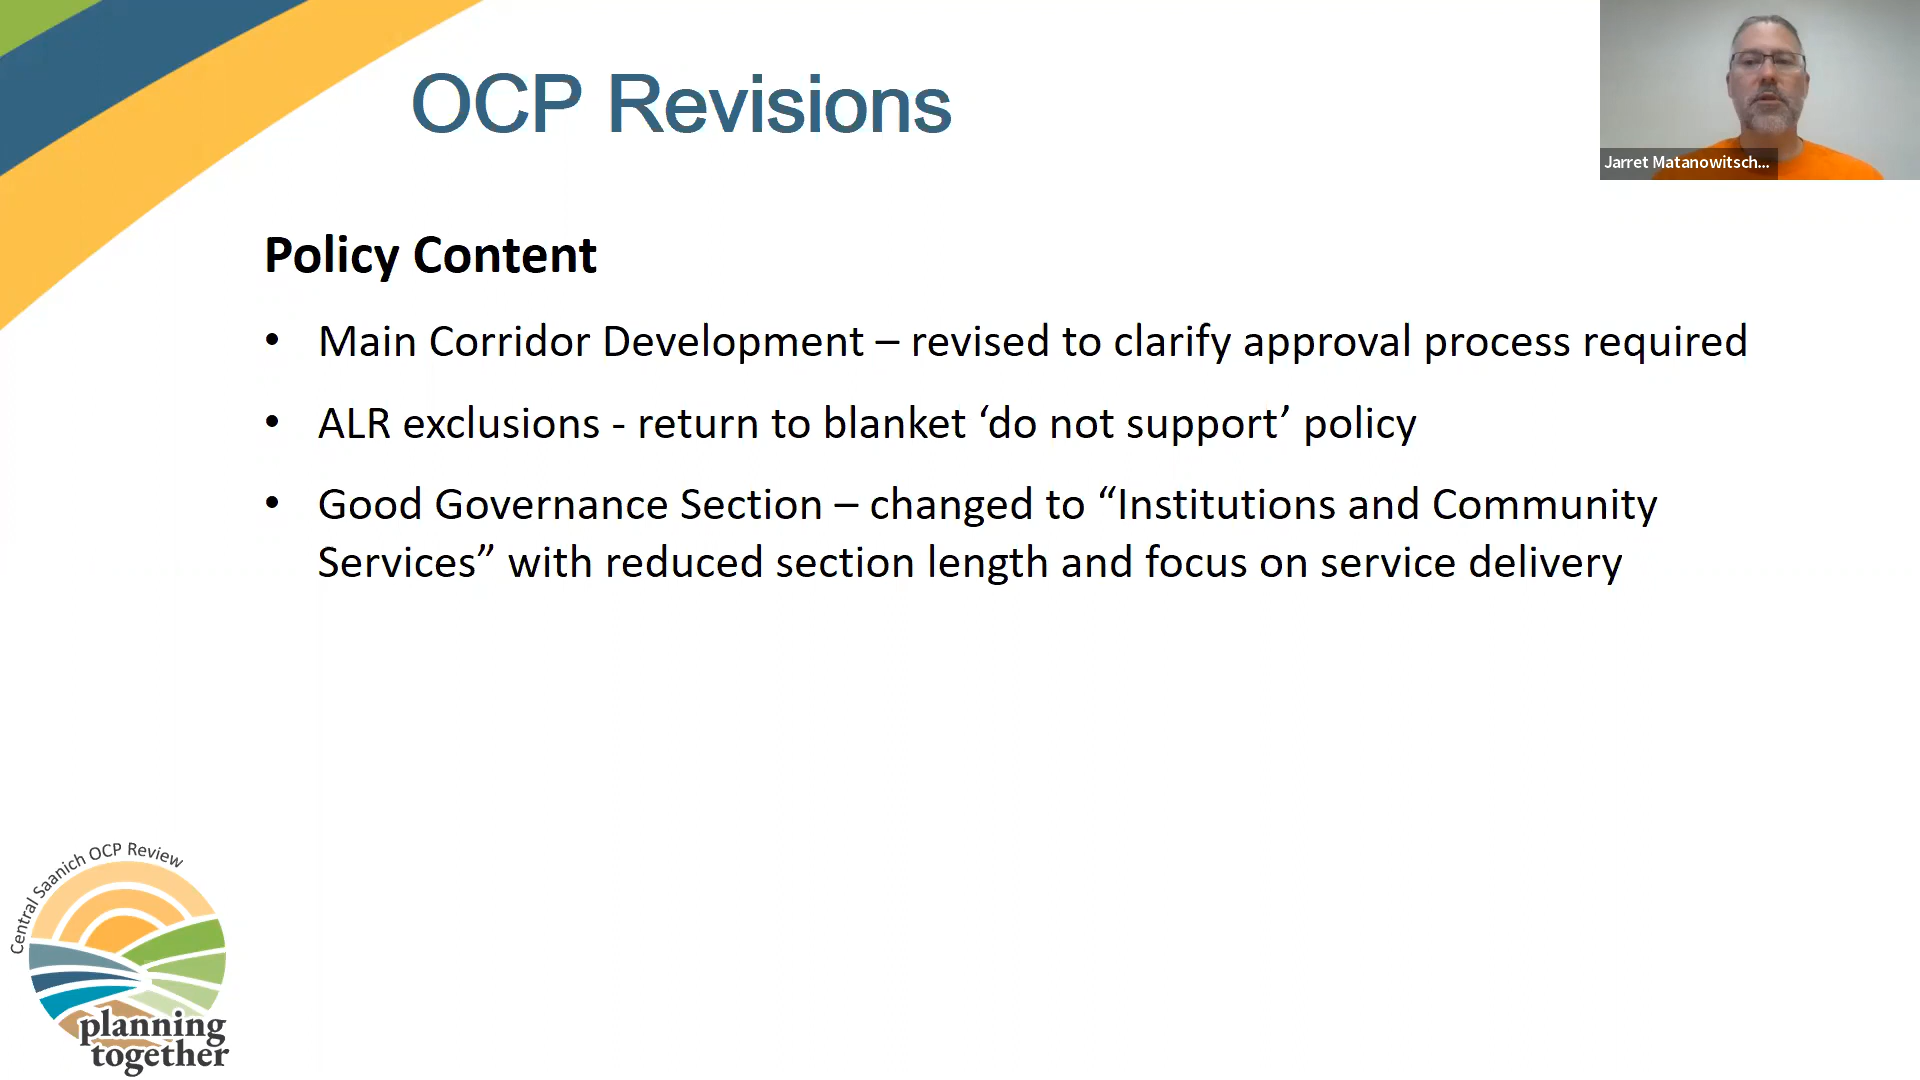 OCP Revisions
Jarret Matanowitsch...
Policy Content
• Main Corridor Development – revised to clarify approval process required
• ALR exclusions - return to blanket ‘do not support’ policy
• Good Governance Section – changed to “Institutions and Community
Services” with reduced section length and focus on service delivery
Central Saanich OCP Review
planning
together